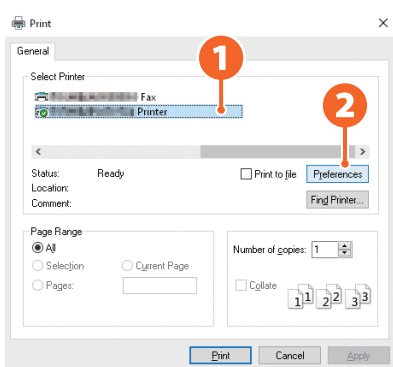 Print
General
1
Select Printer
Fax
Printer
2
Status: Ready
Print to file
Preferences
Location:
Comment:
Find Printer...
Page Range
All
Selection
Current Page
Pages:
Number of copies: 1
Collate
1 1 2 2 3 3
Print
Cancel
Apply